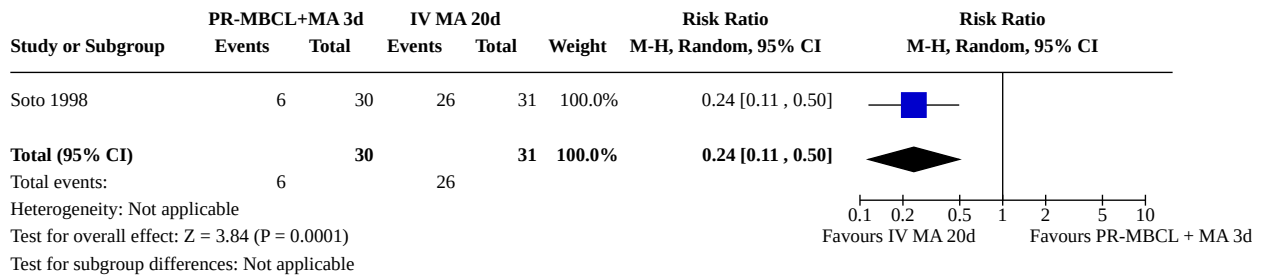 PR-MBCL+MA 3d IV MA 20d Risk Ratio Risk Ratio
Study or Subgroup Events Total Events Total Weight M-H, Random, 95% CI M-H, Random, 95% CI
Soto 1998 6 30 26 31 100.0% 0.24 [0.11 , 0.50]
Total (95% CI) 30 31 100.0% 0.24 [0.11 , 0.50]
Total events: 6 26
Heterogeneity: Not applicable
0.1 0.2 0.5 1 2 5 10
Test for overall effect: Z = 3.84 (P = 0.0001) Favours IV MA 20d Favours PR-MBCL + MA 3d
Test for subgroup differences: Not applicable